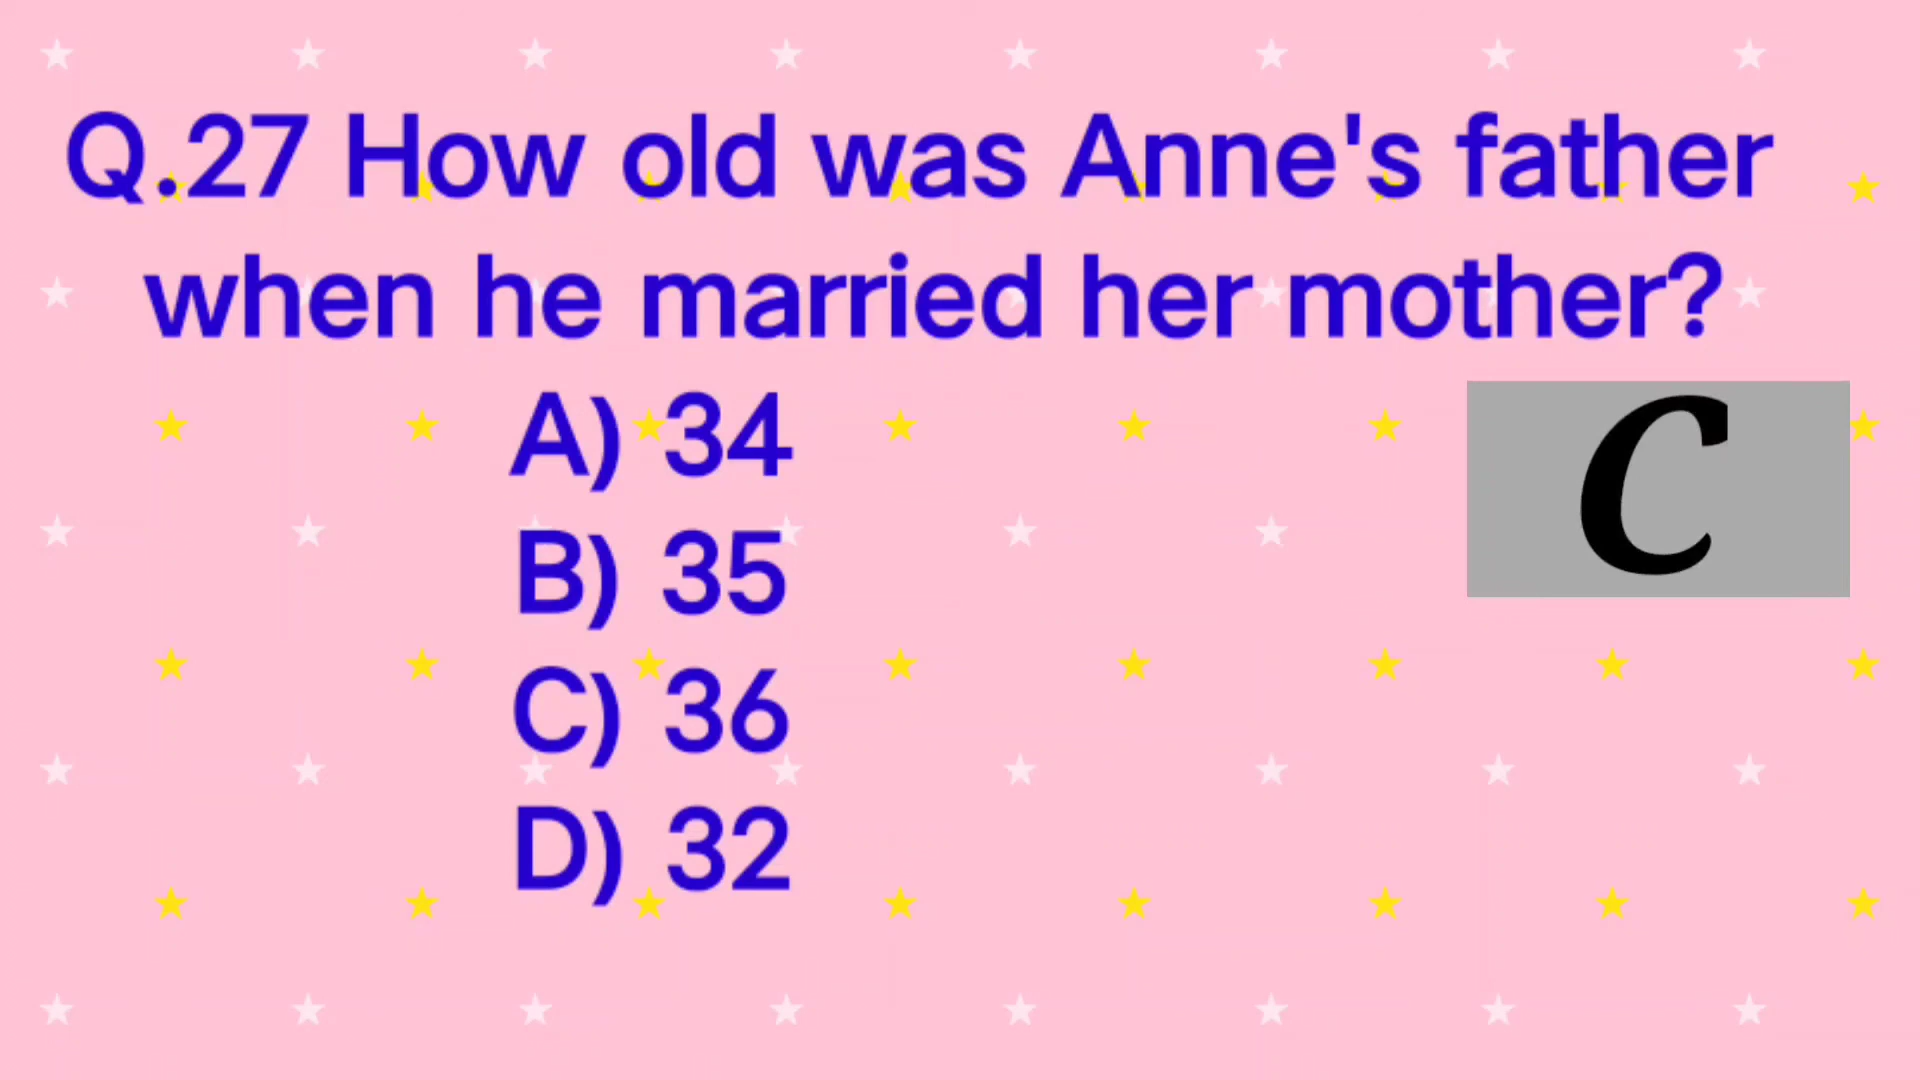 Q.27 How old was Anne's father
when he married her mother?
A) 34
B) 35
C) 36
D) 32
C